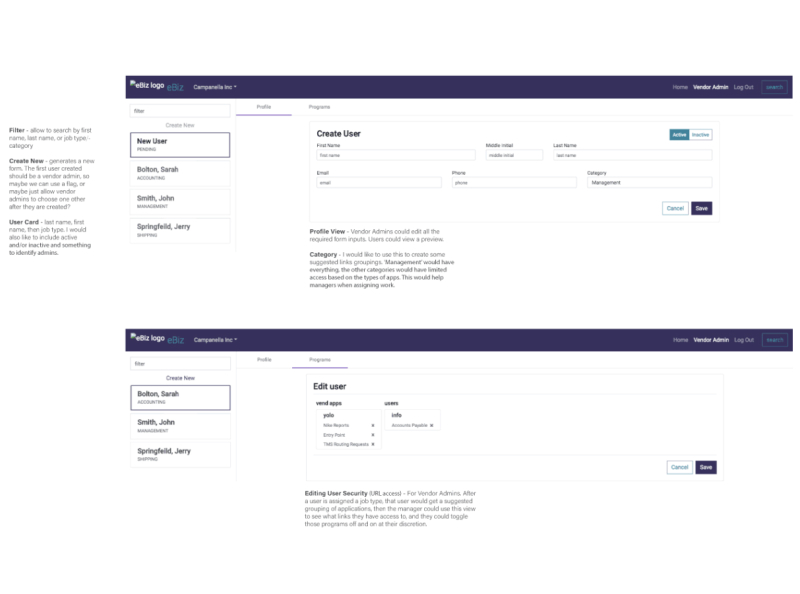 eBiz logo eBiz Campanella Inc Home Vendor Admin Log Out search
filter
Profile Programs
Create New
New User
PENDING
Bolton, Sarah
ACCOUNTING
Smith, John
MANAGEMENT
Springfeild, Jerry
SHIPPING
Create User
Active Inactive
First Name Middle Initial Last Name
first name middle initial last name
Email Phone Category
email phone Management
Cancel Save
Filter - allow to search by first
name, last name, or job type,-
category
Create New - generates a new
form. The first user created
should be a vendor admin, so
maybe we can use a flag, or
maybe just allow vendor
admins to choose one other
after they are created?
User Card - last name, first
name, then job type. I would
also like to include active
and/or inactive and something
to identify admins.
Profile View - Vendor Admins could edit all the
required form inputs. Users could view a preview.
Category - I would like to use this to create some
suggested links groupings. 'Management' would have
everything, the other categories would have limited
access based on the types of apps. This would help
managers when assigning work.
eBiz logo eBiz Campanella Inc Home Vendor Admin Log Out search
filter
Profile Programs
Create New
Bolton, Sarah
ACCOUNTING
Smith, John
MANAGEMENT
Springfeild, Jerry
SHIPPING
Edit user
vend apps users
yolo info
Nike Reports x Accounts Payable x
Entry Point x
TMS Routing Requests x
Cancel Save
Editing User Security (URL access) - For Vendor Admins. After
a user is assigned a job type, that user would get a suggested
grouping of applications, then the manager could use this view
to see what links they have access to, and they could toggle
those programs off and on at their discretion.